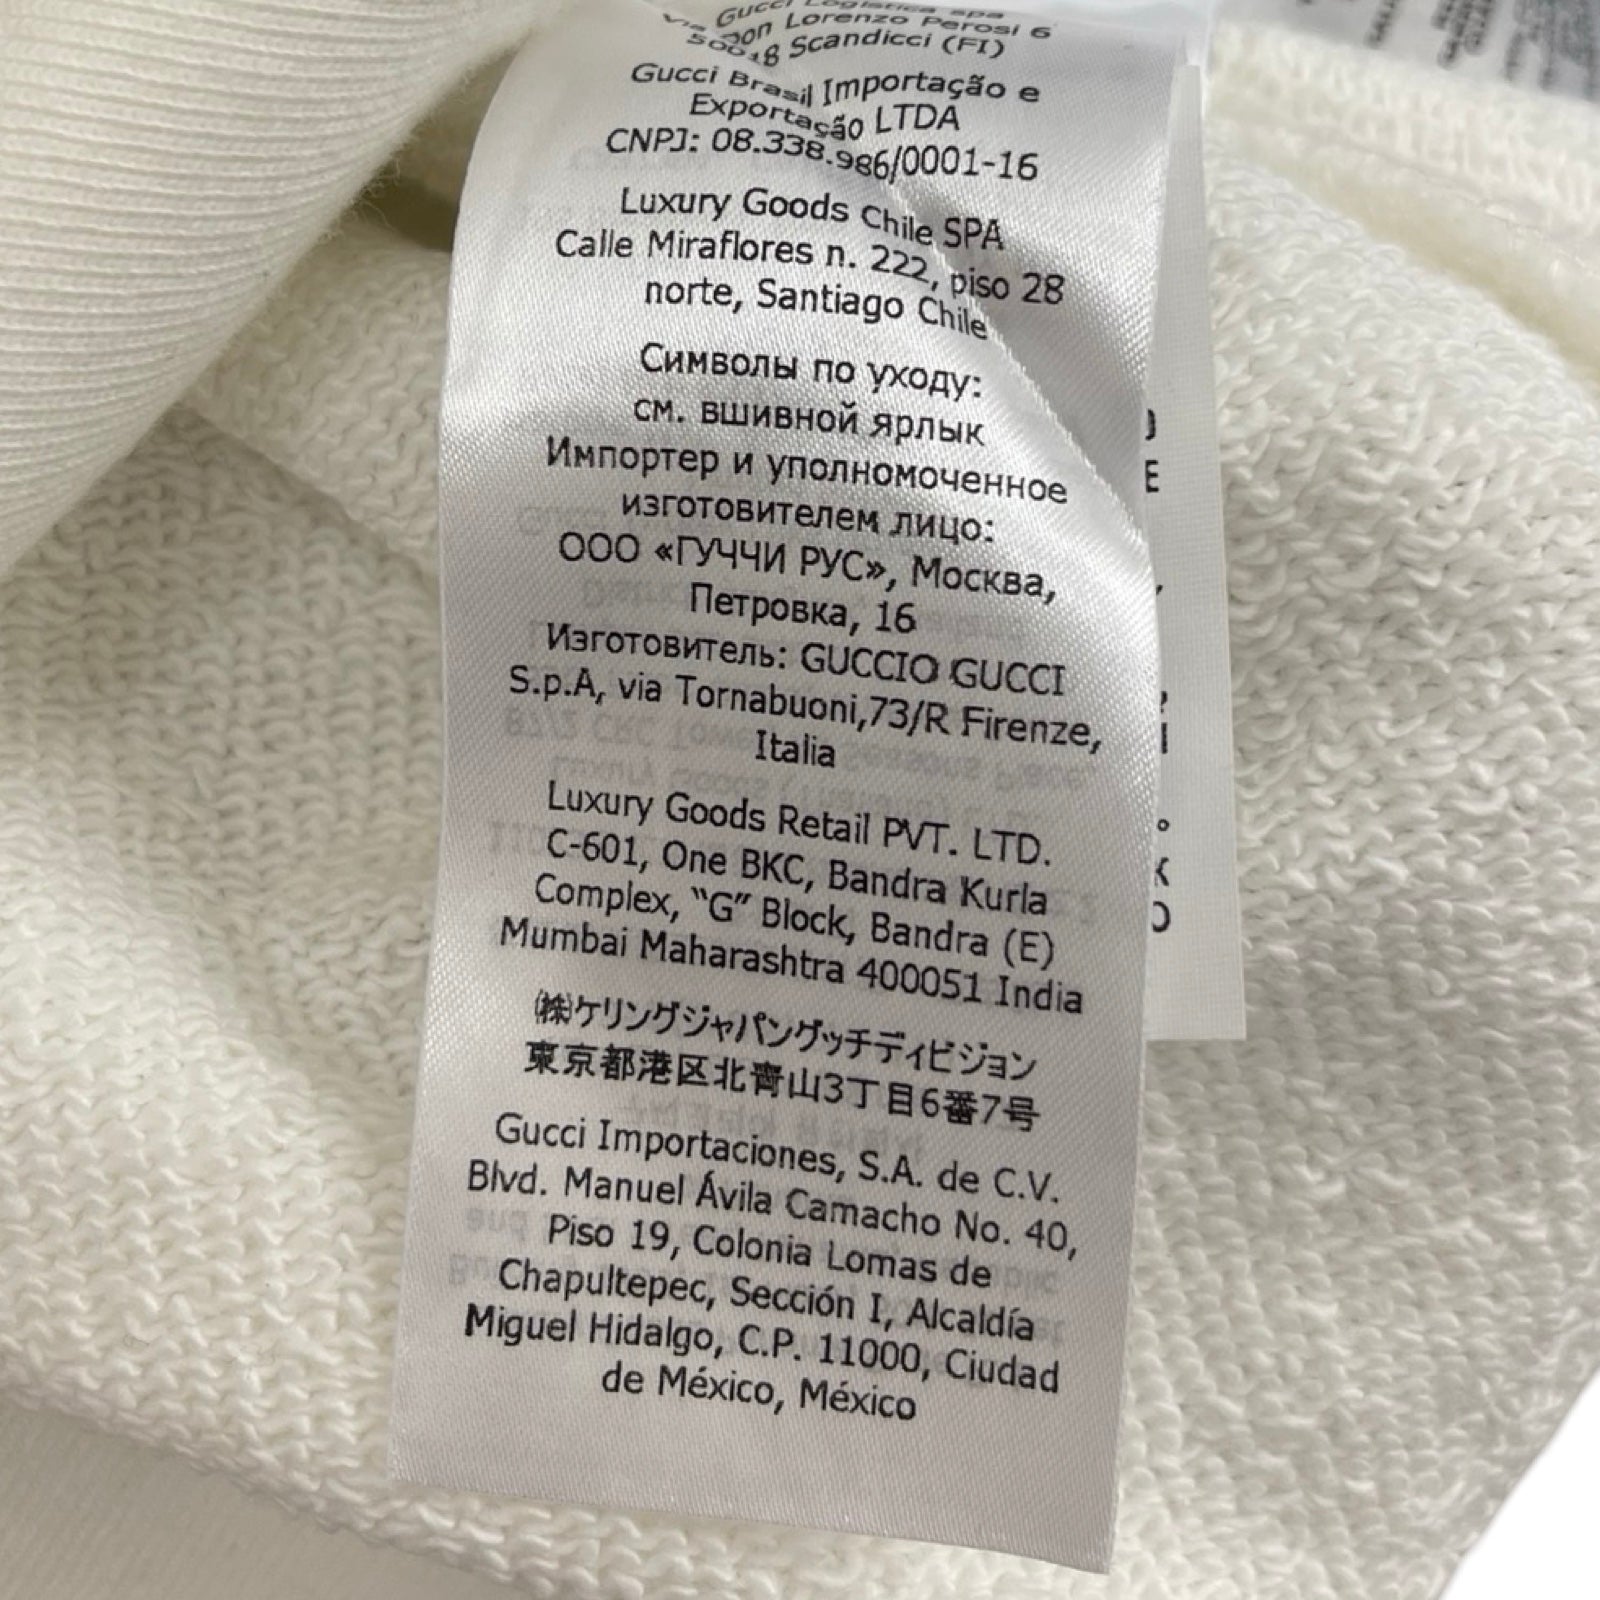 Gucci Logistica spa
Via Don Lorenzo Perosi 6
50018 Scandicci (FI)
Gucci Brasil Importação e
Exportação LTDA
CNPJ: 08.338.986/0001-16
Luxury Goods Chile SPA
Calle Miraflores n. 222, piso 28
norte, Santiago Chile
Символы по уходу:
см. вшивной ярлык
Импортер и уполномоченное
изготовителем лицо:
ООО «ГУЧЧИ РУС», Москва,
Петровка, 16
Изготовитель: GUCCIO GUCCI
S.p.A, via Tornabuoni,73/R Firenze,
Italia
Luxury Goods Retail PVT. LTD.
C-601, One BKC, Bandra Kurla
Complex, “G” Block, Bandra (E)
Mumbai Maharashtra 400051 India
㈱ケリングジャパングッチディビジョン
東京都港区北青山3丁目6番7号
Gucci Importaciones, S.A. de C.V.
Blvd. Manuel Ávila Camacho No. 40,
Piso 19, Colonia Lomas de
Chapultepec, Sección I, Alcaldía
Miguel Hidalgo, C.P. 11000, Ciudad
de México, México